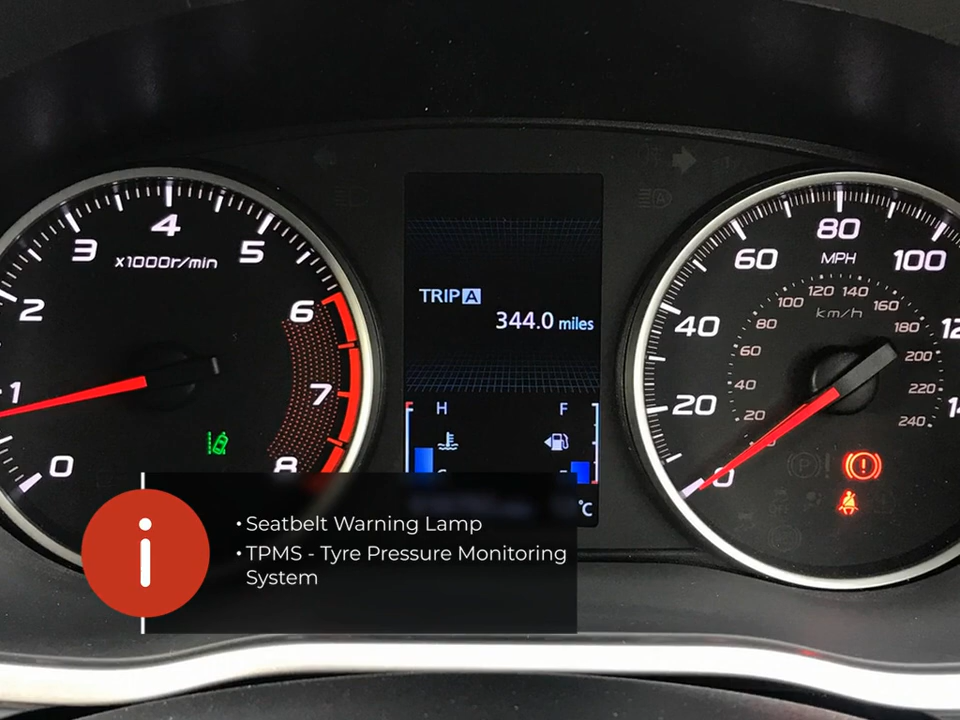 3
4
5
x1000r/min
2
6
1
7
0
8
TRIP A
344.0 miles
H
F
°C
80
60
MPH
100
120
140
100
160
km/h
40
80
180
60
200
20
40
220
20
240
0
P
• Seatbelt Warning Lamp
• TPMS - Tyre Pressure Monitoring
System